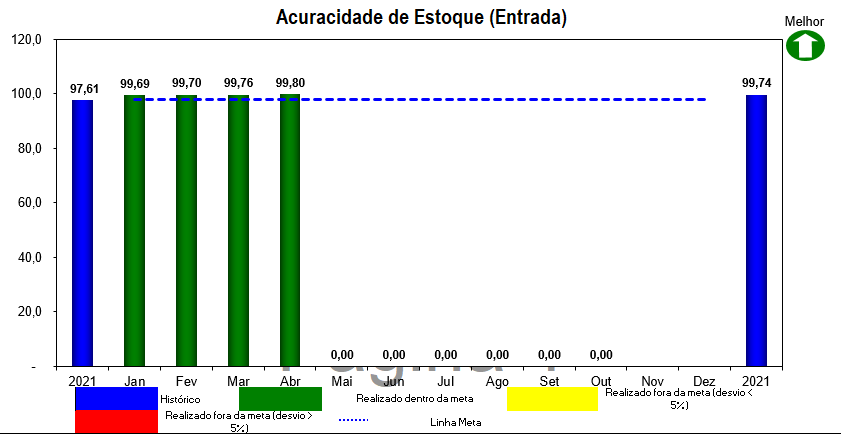 Acuracidade de Estoque (Entrada)
Melhor
120,0
100,0
80,0
60,0
40,0
20,0
-
97,61 99,69 99,70 99,76 99,80 0,00 0,00 0,00 0,00 0,00 0,00 99,74
2021 Jan Fev Mar Abr Mai Jun Jul Ago Set Out Nov Dez 2021
Página 1
Histórico
Realizado dentro da meta
Realizado fora da meta (desvio <
5%)
Realizado fora da meta (desvio >
5%)
Linha Meta